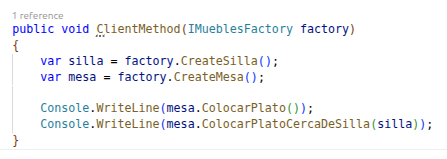 1 reference
public void ClientMethod(IMueblesFactory factory)
{
var silla = factory.CreateSilla();
var mesa = factory.CreateMesa();
Console.WriteLine(mesa.ColocarPlato());
Console.WriteLine(mesa.ColocarPlatoCercaDeSilla(silla));
}